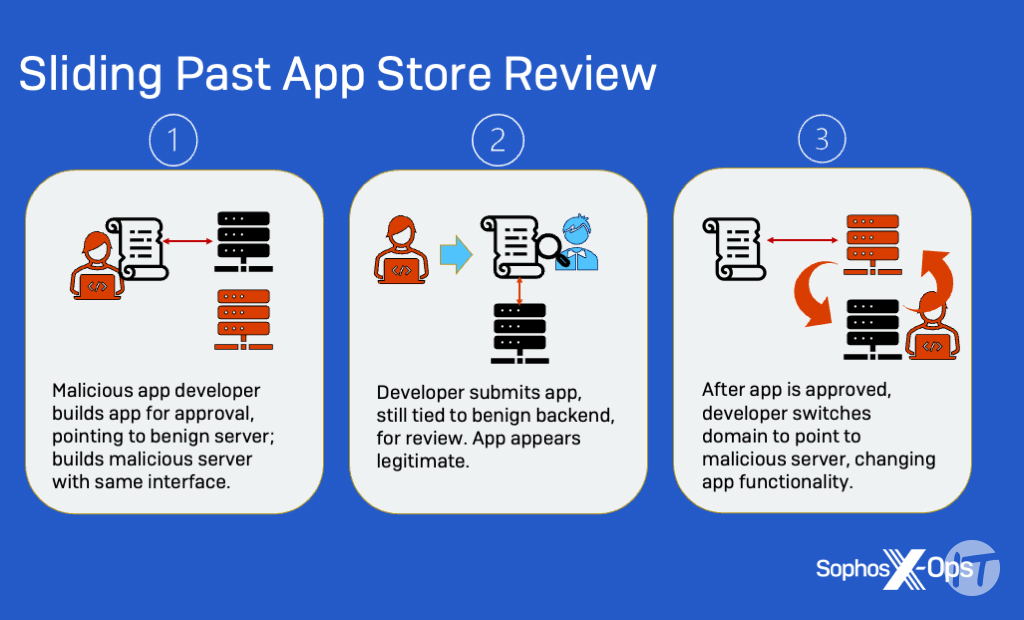 Sliding Past App Store Review
1
2
3
</>
</>
</>
Malicious app developer
builds app for approval,
pointing to benign server;
builds malicious server
with same interface.
Developer submits app,
still tied to benign backend,
for review. App appears
legitimate.
After app is approved,
developer switches
domain to point to
malicious server, changing
app functionality.
Sophos X-Ops
IT